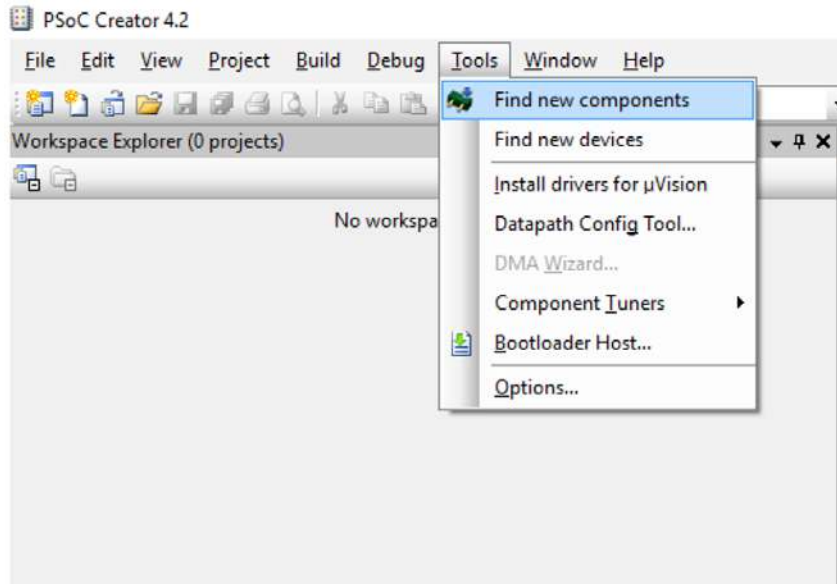 PSoC Creator 4.2
File Edit View Project Build Debug Tools Window Help
Find new components
Workspace Explorer (0 projects)
Find new devices
Install drivers for µVision
No workspa
Datapath Config Tool...
DMA Wizard...
Component Tuners
Bootloader Host...
Options...